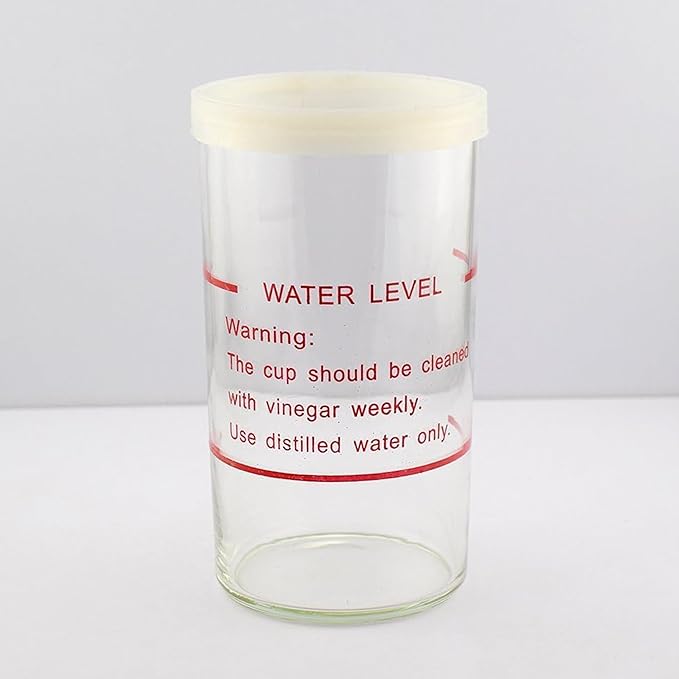 WATER LEVEL
Warning:
The cup should be cleaned
with vinegar weekly.
Use distilled water only.